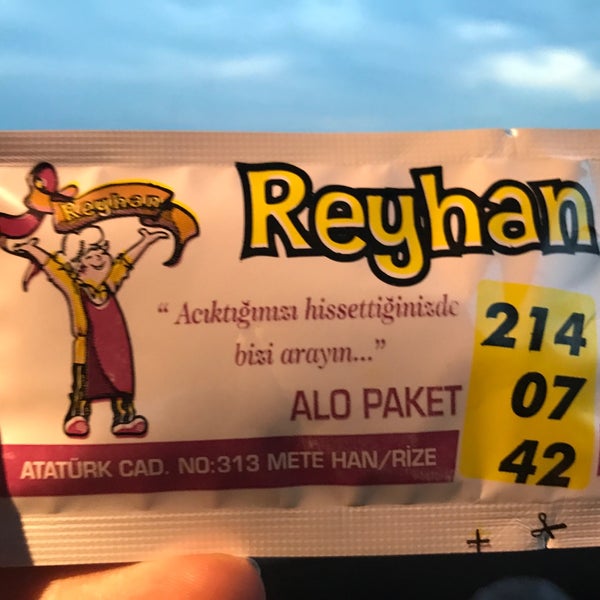 Reyhan
Reyhan
“ Acıktığınızı hissettiğinizde
bizi arayın...”
ALO PAKET
214
07
42
ATATÜRK CAD. NO:313 METE HAN/RİZE